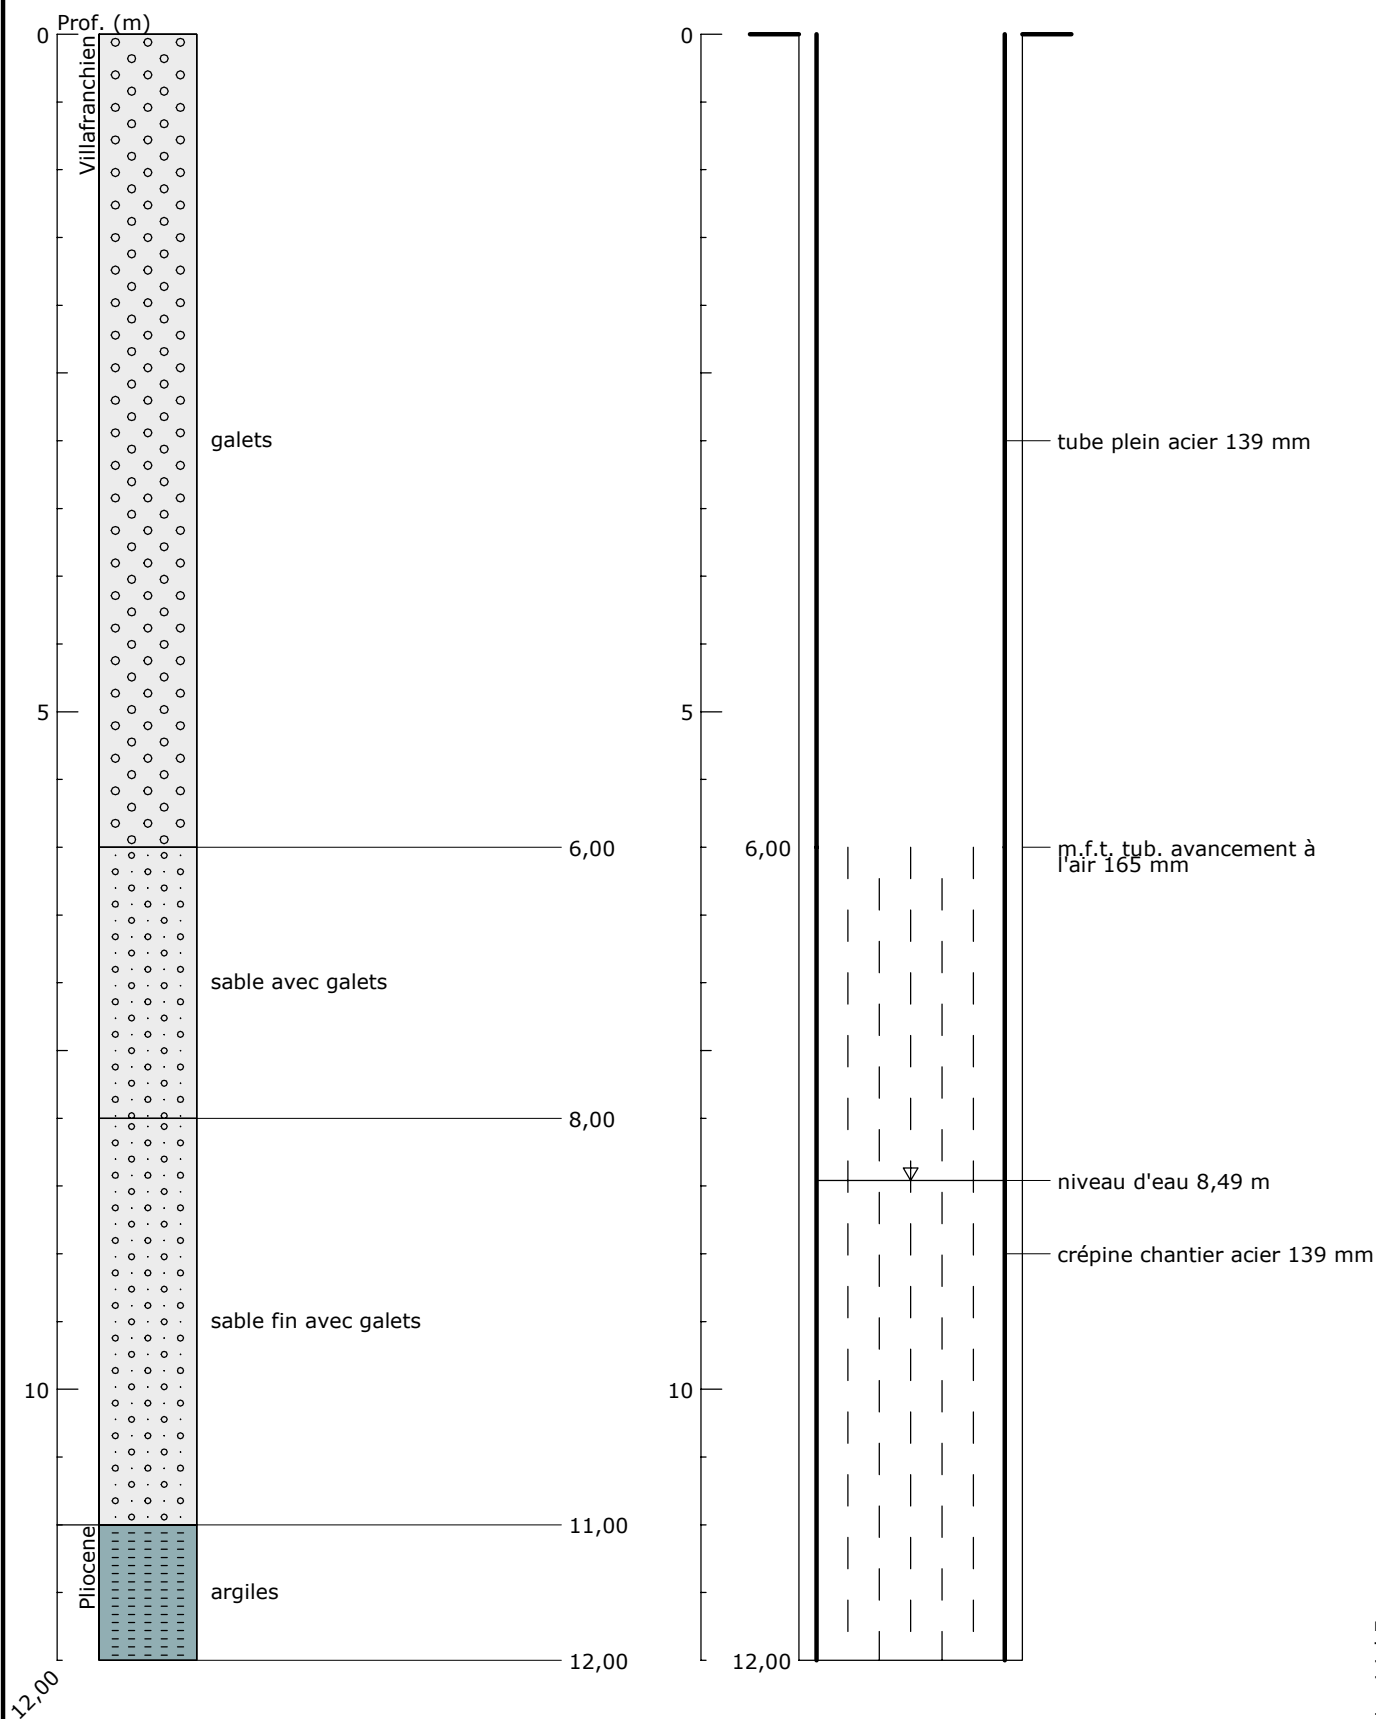 Prof. (m)
0
Villafranchien
galets
5
6,00
sable avec galets
8,00
sable fin avec galets
10
11,00
Pliocene
argiles
12,00
12,00
0
tube plein acier 139 mm
5
6,00
m.f.t. tub. avancement à
l'air 165 mm
niveau d'eau 8,49 m
crépine chantier acier 139 mm
10
12,00